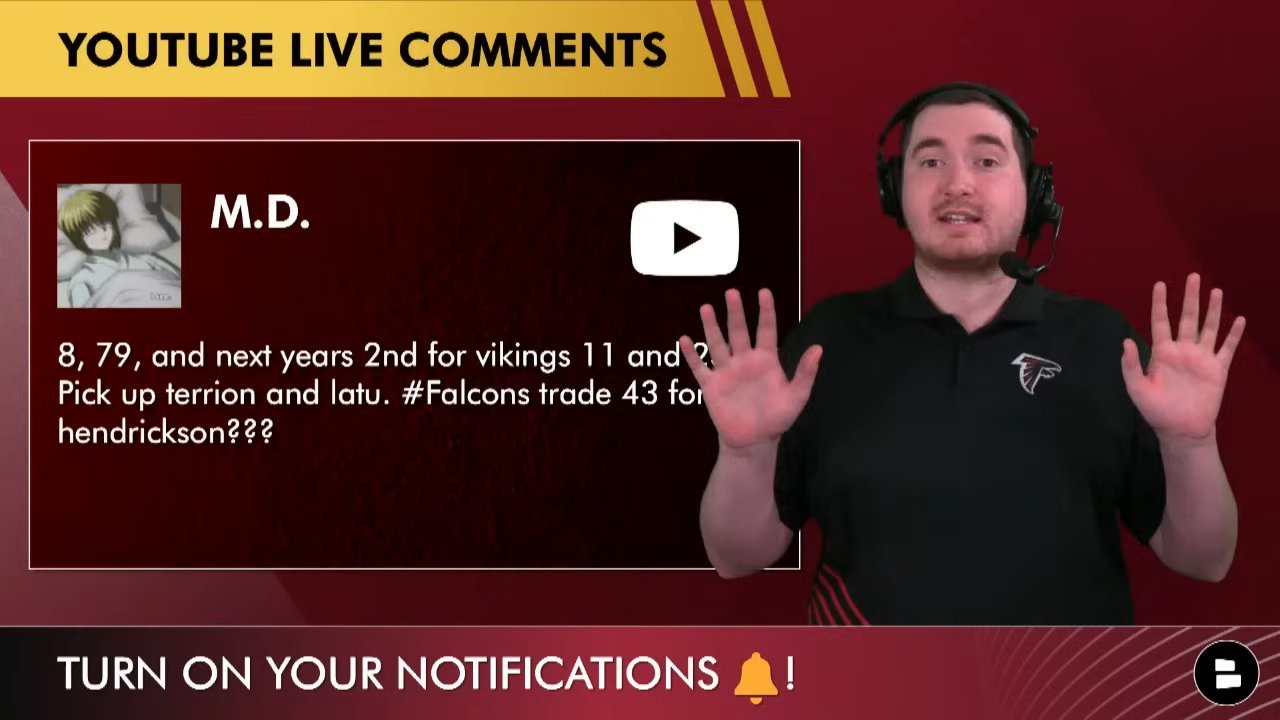 YOUTUBE LIVE COMMENTS
M.D.
8, 79, and next years 2nd for vikings 11 and
Pick up terrion and latu. #Falcons trade 43 for
hendrickson???
TURN ON YOUR NOTIFICATIONS 🔔!